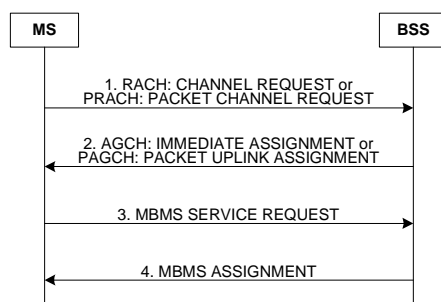 MS
BSS
1. RACH: CHANNEL REQUEST or
PRACH: PACKET CHANNEL REQUEST
2. AGCH: IMMEDIATE ASSIGNMENT or
PAGCH: PACKET UPLINK ASSIGNMENT
3. MBMS SERVICE REQUEST
4. MBMS ASSIGNMENT